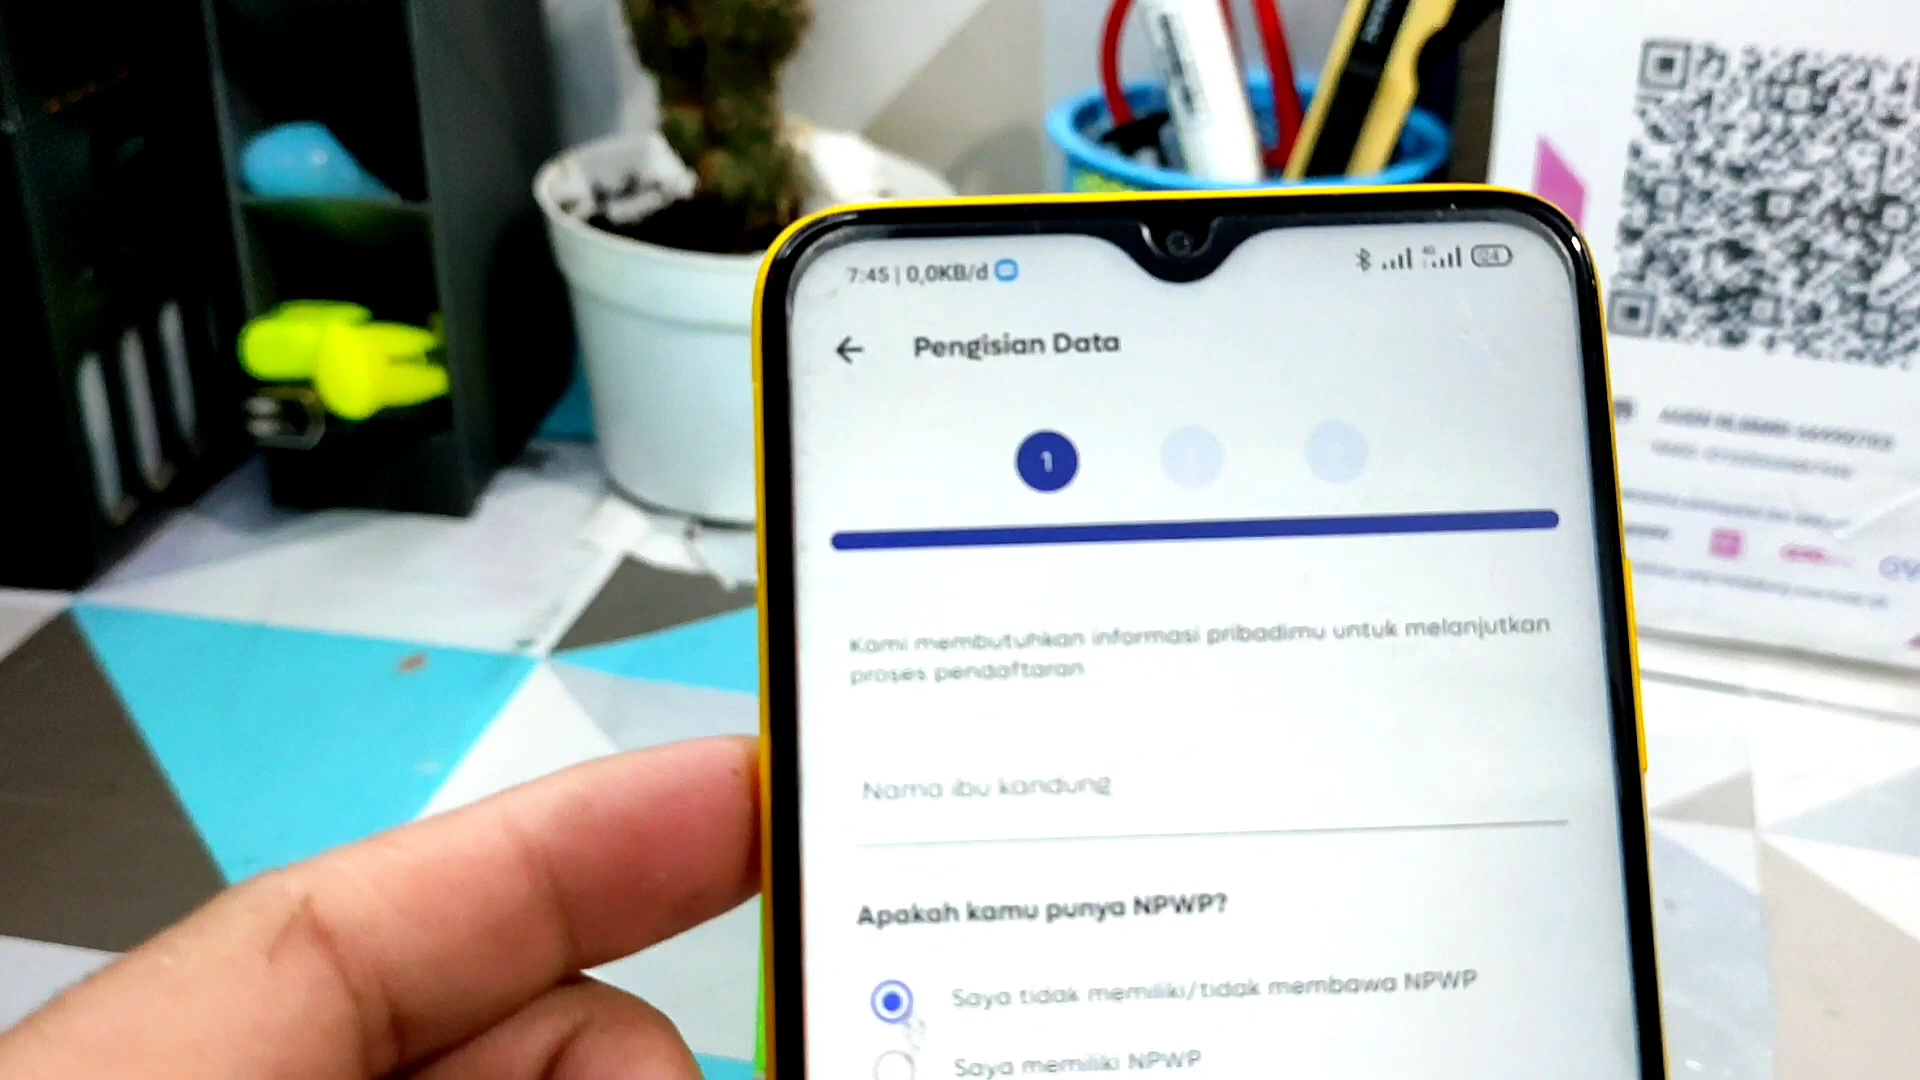 7:45 | 0,0KB/d
24
Pengisian Data
1
Kami membutuhkan informasi pribadimu untuk melanjutkan
proses pendaftaran
Nama ibu kandung
Apakah kamu punya NPWP?
Saya tidak memiliki/tidak membawa NPWP
Saya memiliki NPWP